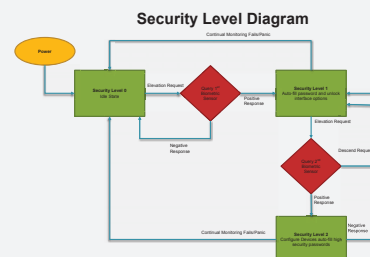 Security Level Diagram
Continual Monitoring Fails/Panic
Power
Security Level 0
Idle State
Elevation Request
Query 1st
Biometric
Sensor
Positive
Response
Security Level 1
Auto-fill password and unlock
interface options
Negative
Response
Elevation Request
Query 2nd
Biometric
Sensor
Descend Reque
Positive
Response
Continual Monitoring Fails/Panic
Security Level 2
Configure Devices auto-fill high
security passwords
Negative
Response